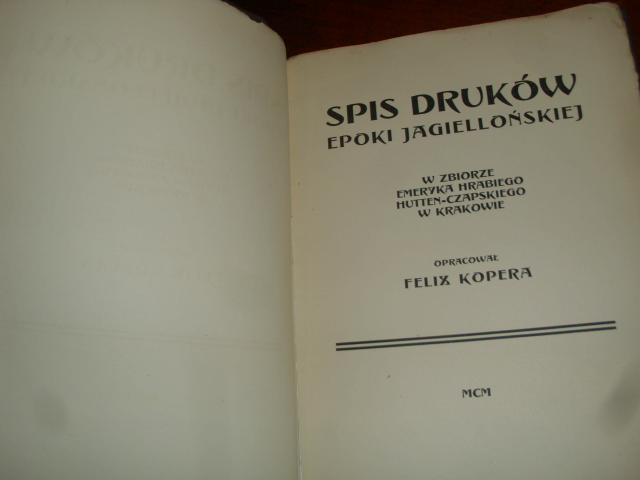 SPIS DRUKÓW
EPOKI JAGIELLOŃSKIEJ
W ZBIORZE
EMERYKA HRABIEGO
HUTTEN-CZAPSKIEGO
W KRAKOWIE
OPRACOWAŁ
FELIX KOPERA
MCM